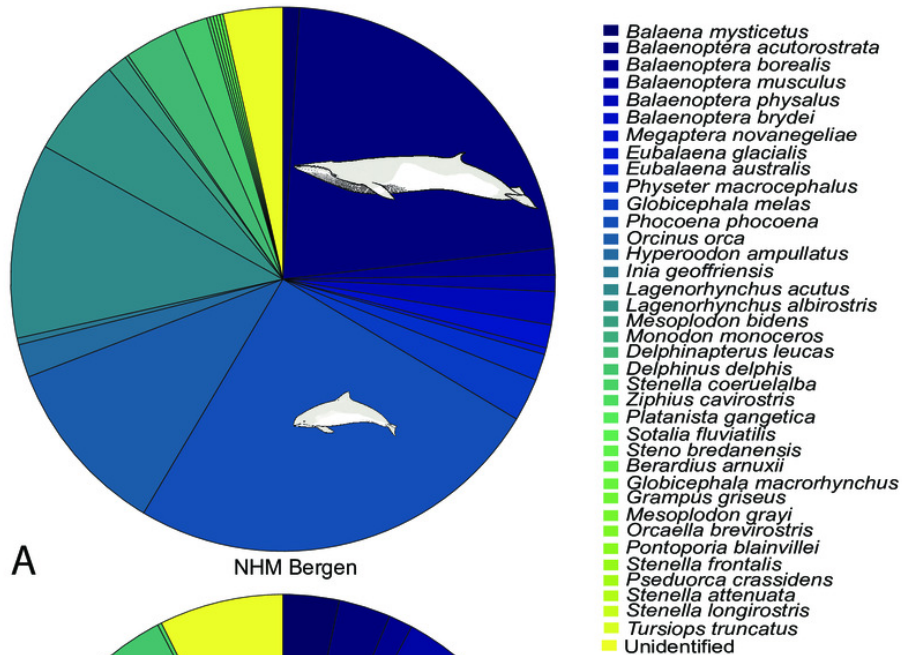 A
NHM Bergen
Balaena mysticetus
Balaenoptera acutorostrata
Balaenoptera borealis
Balaenoptera musculus
Balaenoptera physalus
Balaenoptera brydei
Megaptera novanegeliae
Eubalaena glacialis
Eubalaena australis
Physeter macrocephalus
Globicephala melas
Phocoena phocoena
Orcinus orca
Hyperoodon ampullatus
Inia geoffriensis
Lagenorhynchus acutus
Lagenorhynchus albirostris
Mesoplodon bidens
Monodon monoceros
Delphinapterus leucas
Delphinus delphis
Stenella coeruelalba
Ziphius cavirostris
Platanista gangetica
Sotalia fluviatilis
Steno bredanensis
Berardius arnuxii
Globicephala macrorhynchus
Grampus griseus
Mesoplodon grayi
Orcaella brevirostris
Pontoporia blainvillei
Stenella frontalis
Pseduorca crassidens
Stenella attenuata
Stenella longirostris
Tursiops truncatus
Unidentified